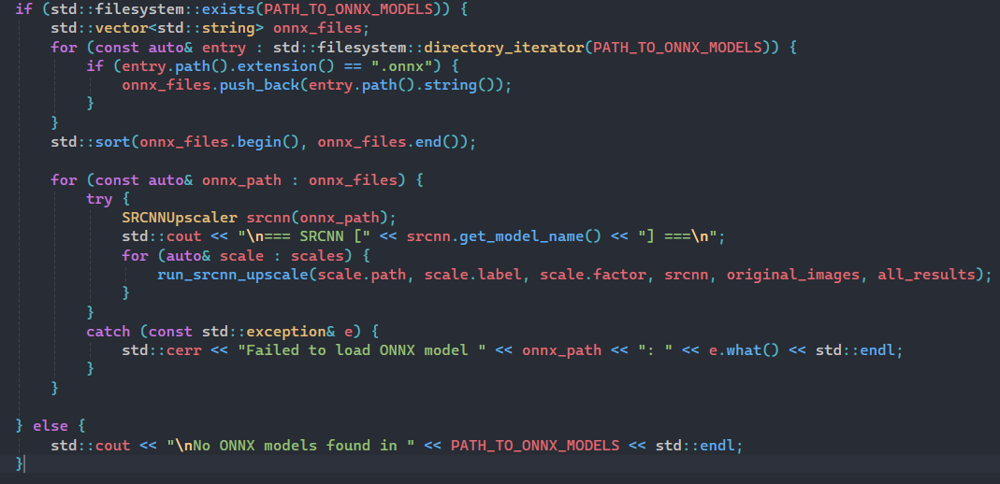 if (std::filesystem::exists(PATH_TO_ONNX_MODELS)) {
    std::vector<std::string> onnx_files;
    for (const auto& entry : std::filesystem::directory_iterator(PATH_TO_ONNX_MODELS)) {
        if (entry.path().extension() == ".onnx") {
            onnx_files.push_back(entry.path().string());
        }
    }
    std::sort(onnx_files.begin(), onnx_files.end());

    for (const auto& onnx_path : onnx_files) {
        try {
            SRCNNUpscaler srcnn(onnx_path);
            std::cout << "\n=== SRCNN [" << srcnn.get_model_name() << "] ===\n";
            for (auto& scale : scales) {
                run_srcnn_upscale(scale.path, scale.label, scale.factor, srcnn, original_images, all_results);
            }
        }
        catch (const std::exception& e) {
            std::cerr << "Failed to load ONNX model " << onnx_path << ": " << e.what() << std::endl;
        }
    }

} else {
    std::cout << "\nNo ONNX models found in " << PATH_TO_ONNX_MODELS << std::endl;
}